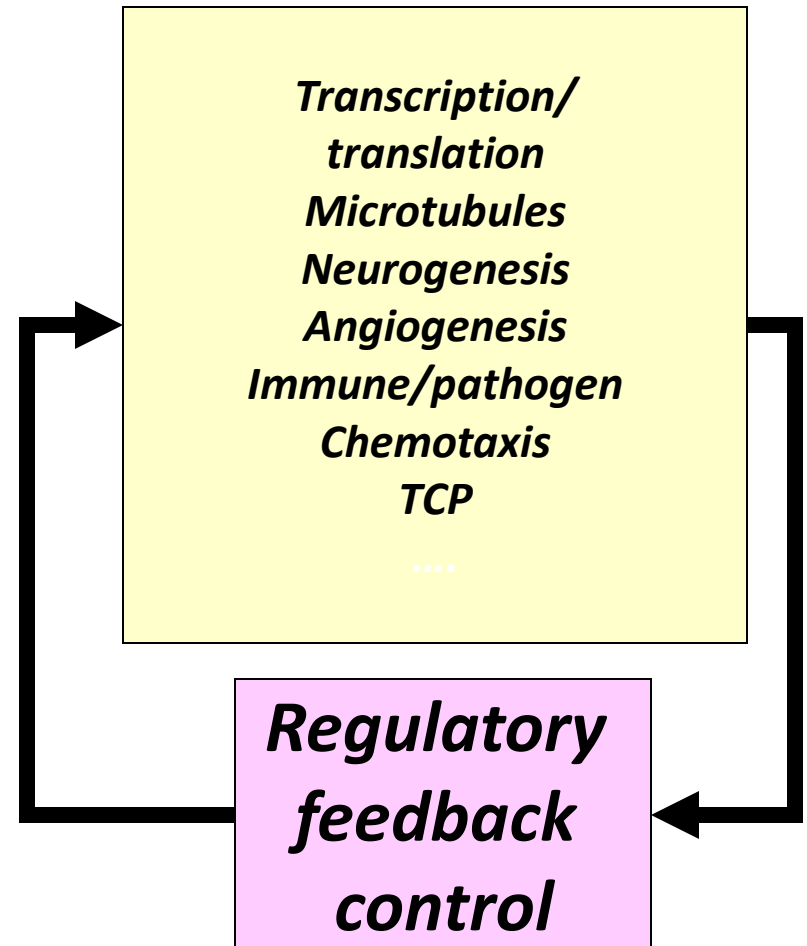 Transcription/
translation
Microtubules
Neurogenesis
Angiogenesis
Immune/pathogen
Chemotaxis
TCP
....
Regulatory
feedback
control